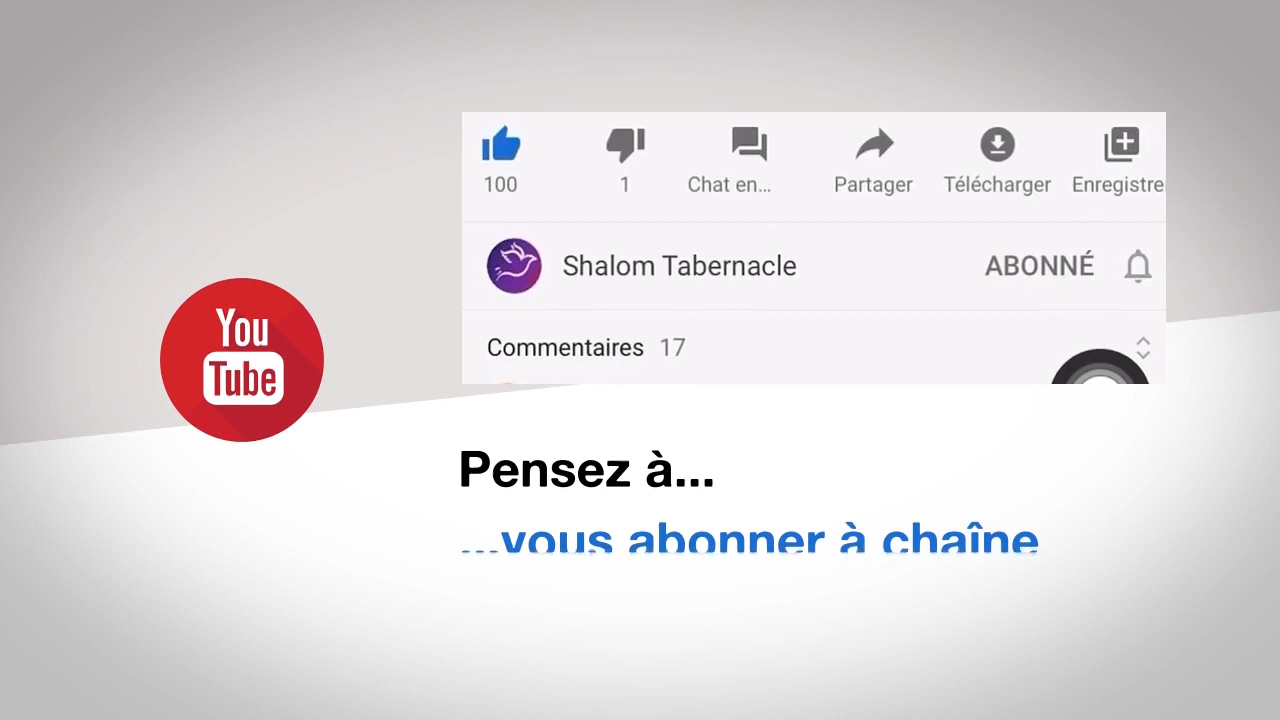 100 1 Chat en... Partager Télécharger Enregistre
Shalom Tabernacle ABONNÉ
Commentaires 17
You
Tube
Pensez à...
...vous abonner à chaîne